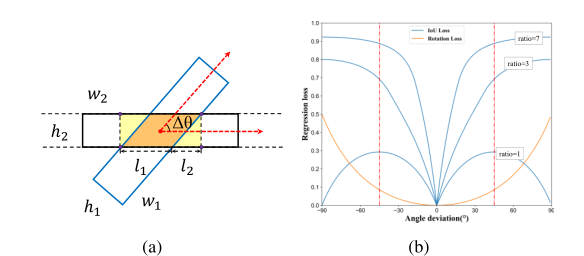 w₂
h₂
Δθ
l₁
l₂
h₁
w₁
(a)
1.0
0.9
0.8
0.7
0.6
0.5
0.4
0.3
0.2
0.1
0.0
Regression loss
IoU Loss
Rotation Loss
ratio=7
ratio=3
ratio=1
−90 −60 −30 0 30 60 90
Angle deviation(°)
(b)